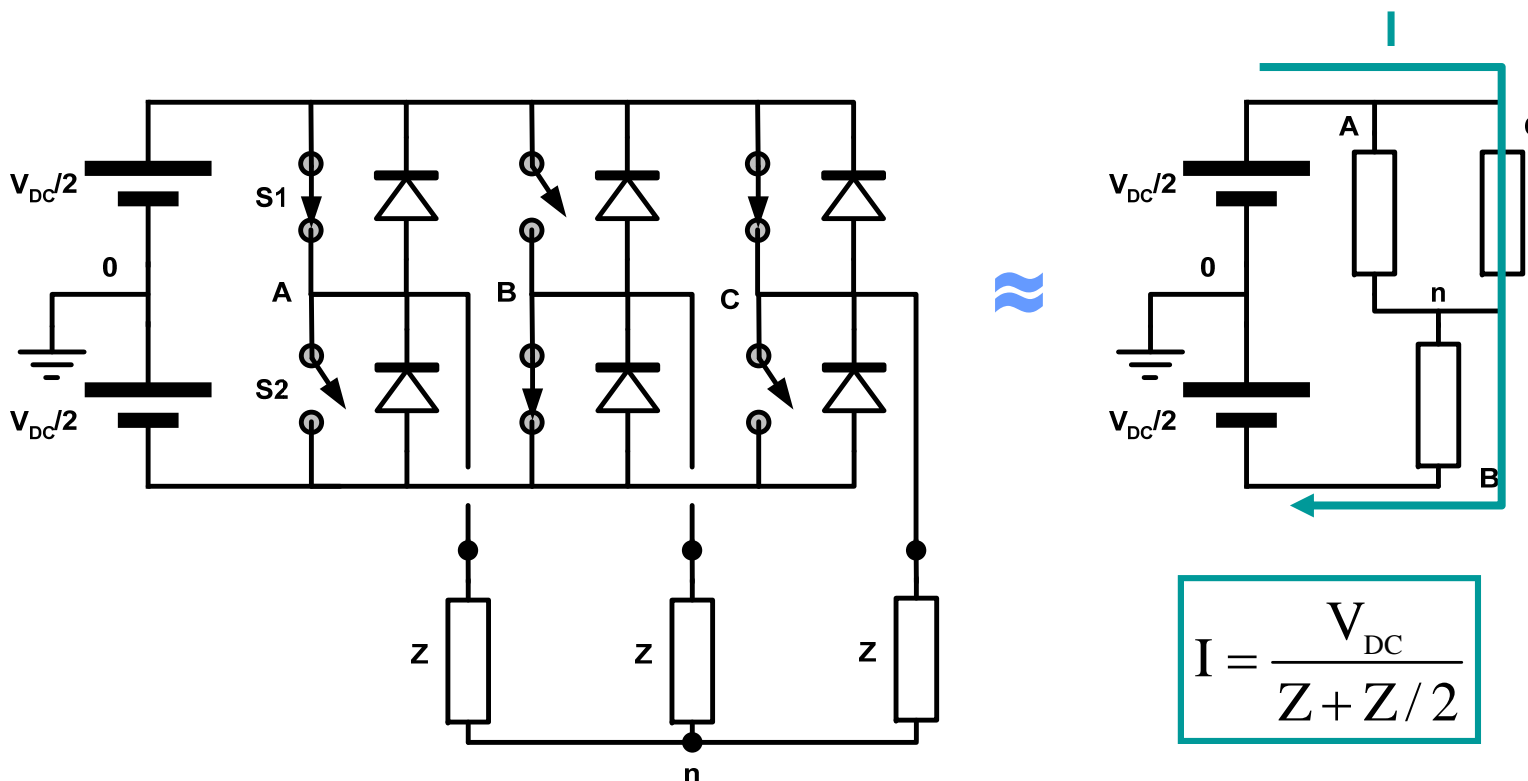 I
V_DC/2
S1
0
A
B
C
S2
V_DC/2
Z
Z
Z
n
≈
V_DC/2
A
0
n
V_DC/2
B
I = V_DC / (Z + Z/2)